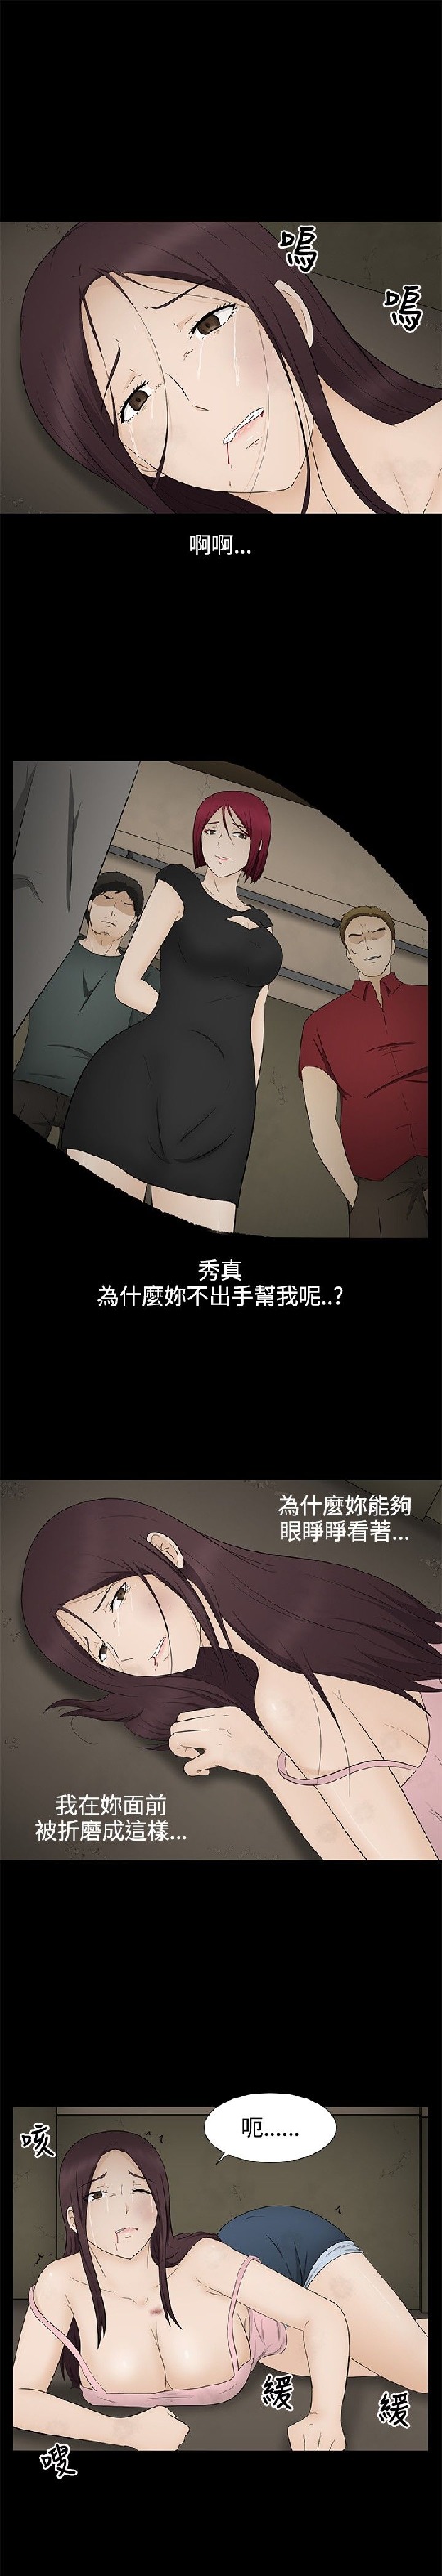 嗚
嗚
啊啊...
秀真
為什麼妳不出手幫我呢..?
為什麼妳能夠
眼睜睜看著...
我在妳面前
被折磨成這樣...
呃......
咳
緩
緩
嗖